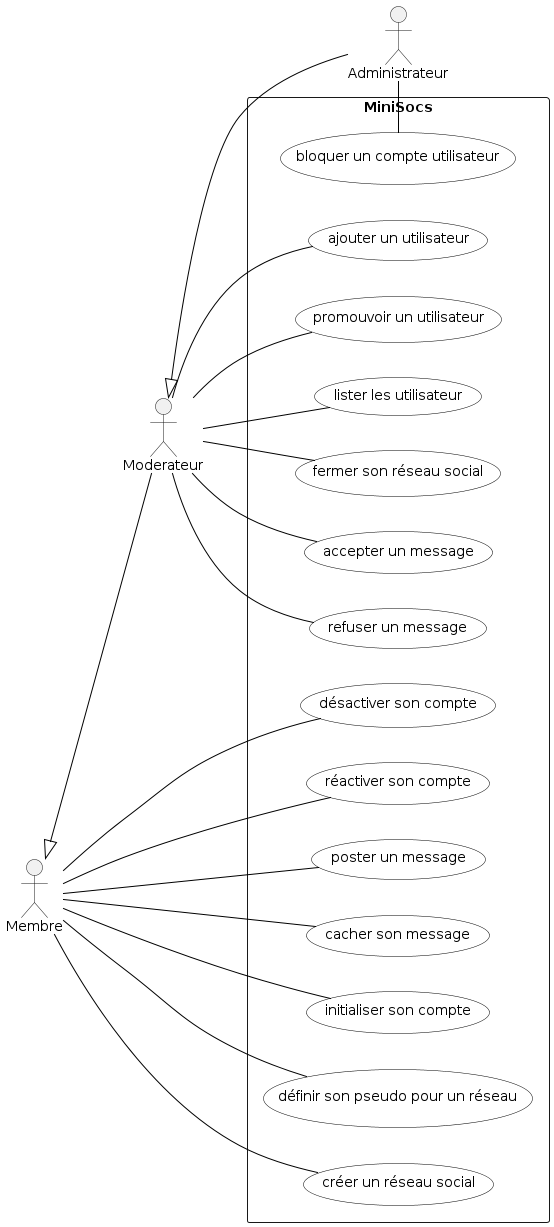 Administrateur
MiniSocs
bloquer un compte utilisateur
ajouter un utilisateur
promouvoir un utilisateur
lister les utilisateur
Moderateur
fermer son réseau social
accepter un message
refuser un message
désactiver son compte
réactiver son compte
poster un message
Membre
cacher son message
initialiser son compte
définir son pseudo pour un réseau
créer un réseau social